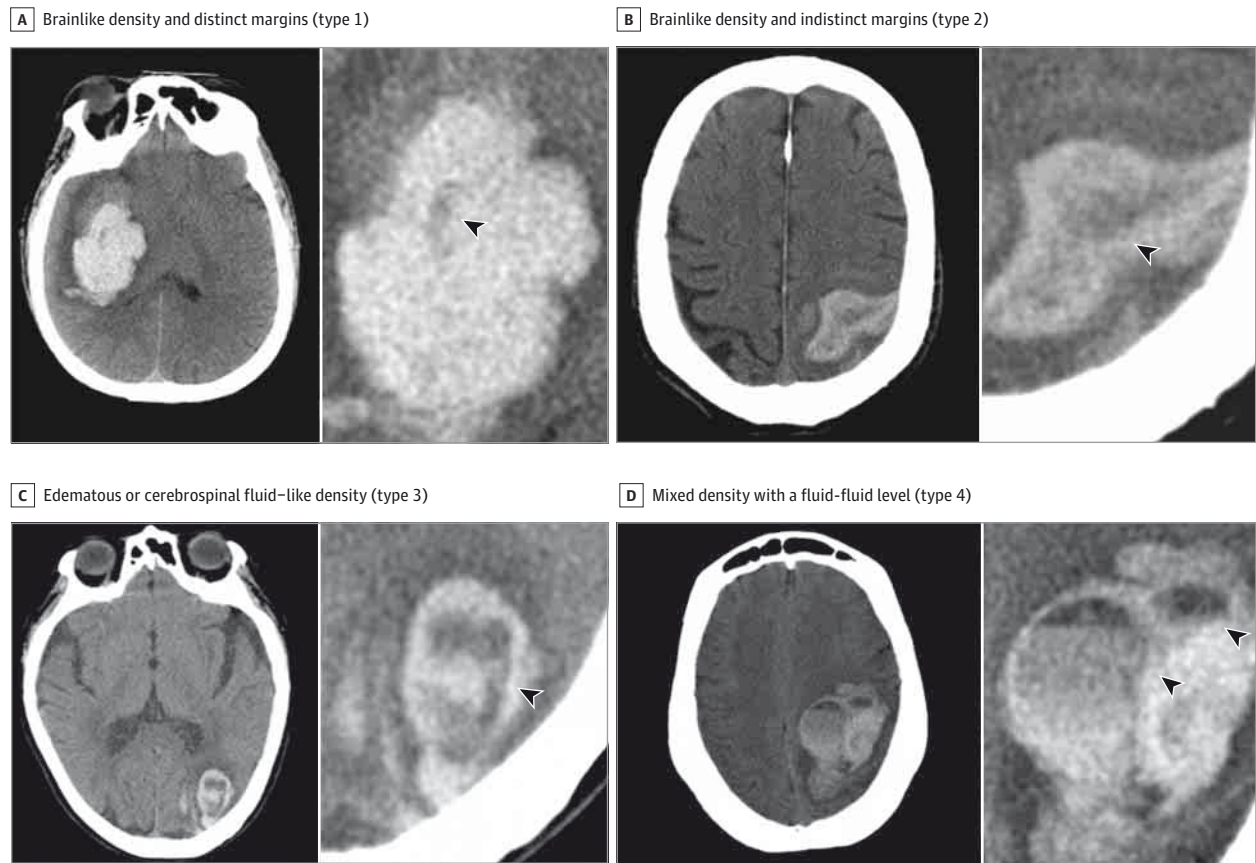 A Brainlike density and distinct margins (type 1)
B Brainlike density and indistinct margins (type 2)
C Edematous or cerebrospinal fluid–like density (type 3)
D Mixed density with a fluid-fluid level (type 4)